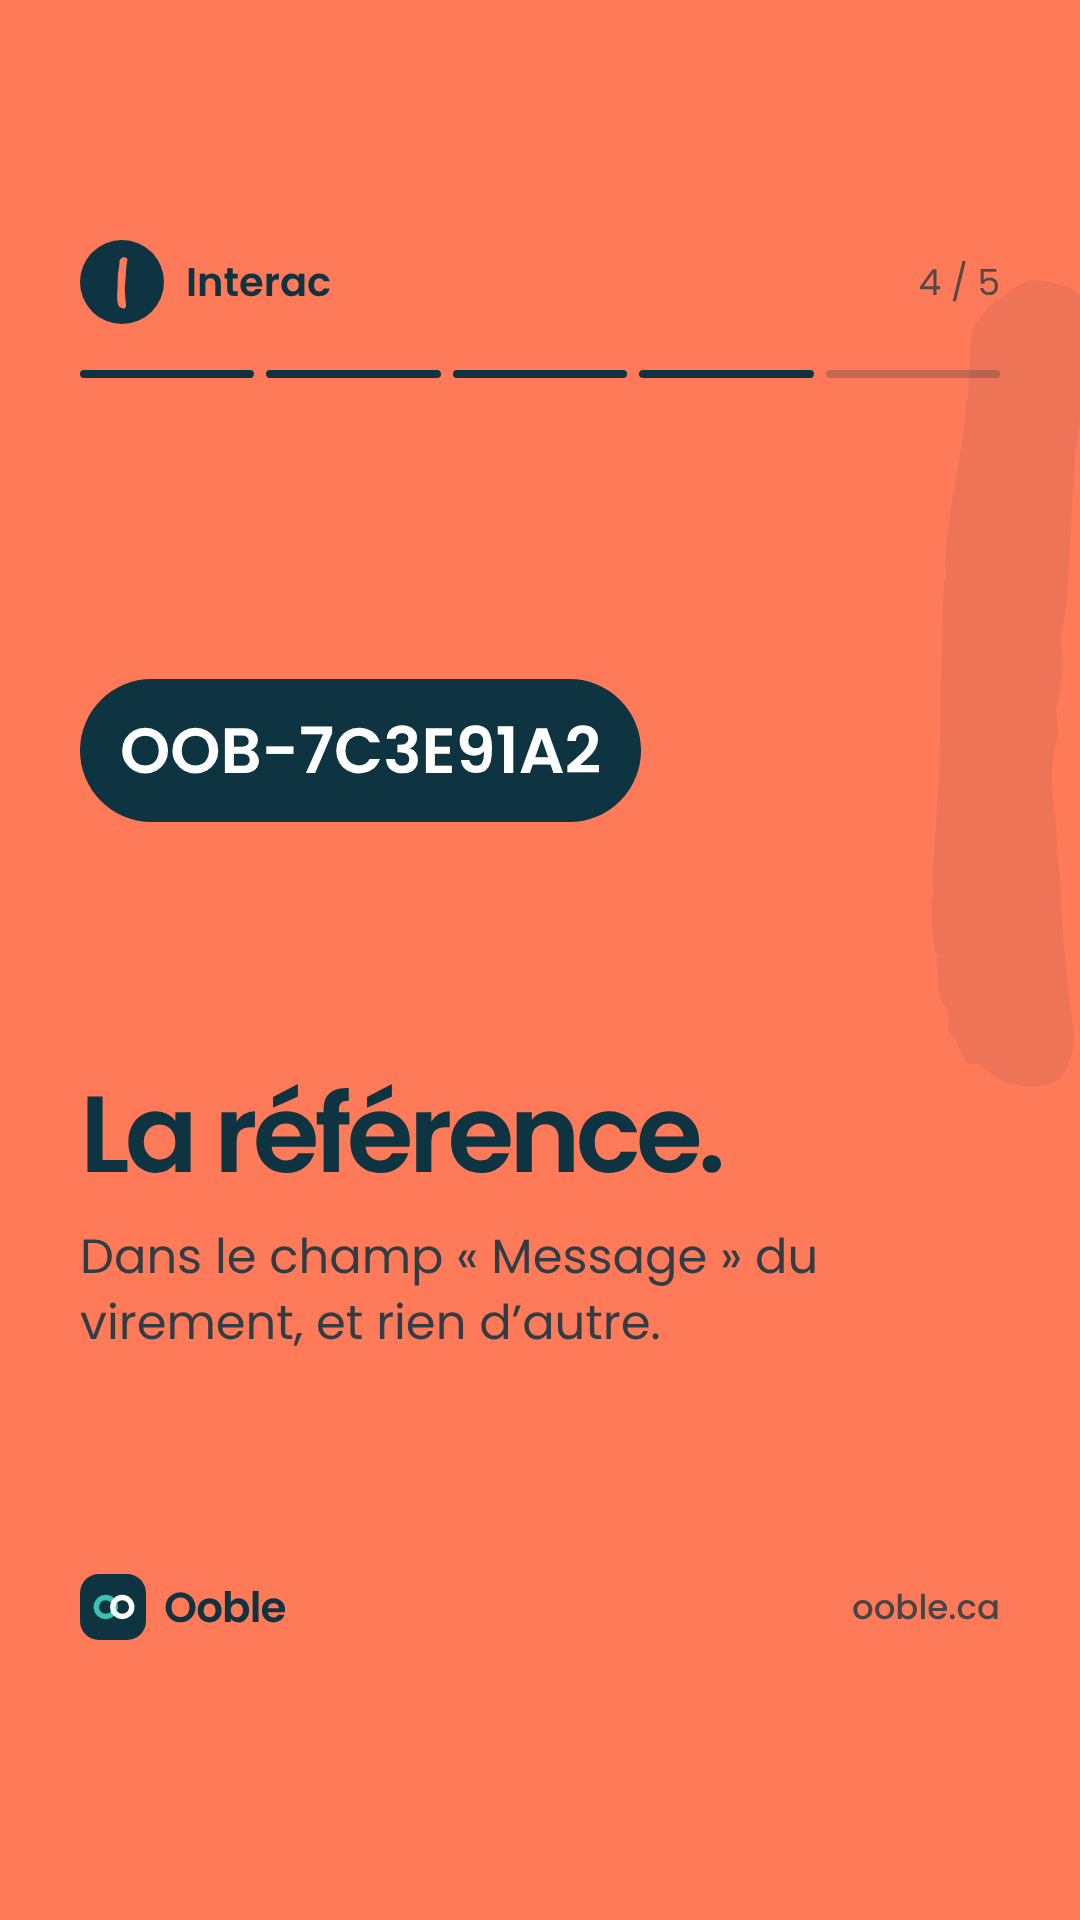 Interac
4 / 5
OOB-7C3E91A2
La référence.
Dans le champ « Message » du
virement, et rien d’autre.
Ooble
ooble.ca